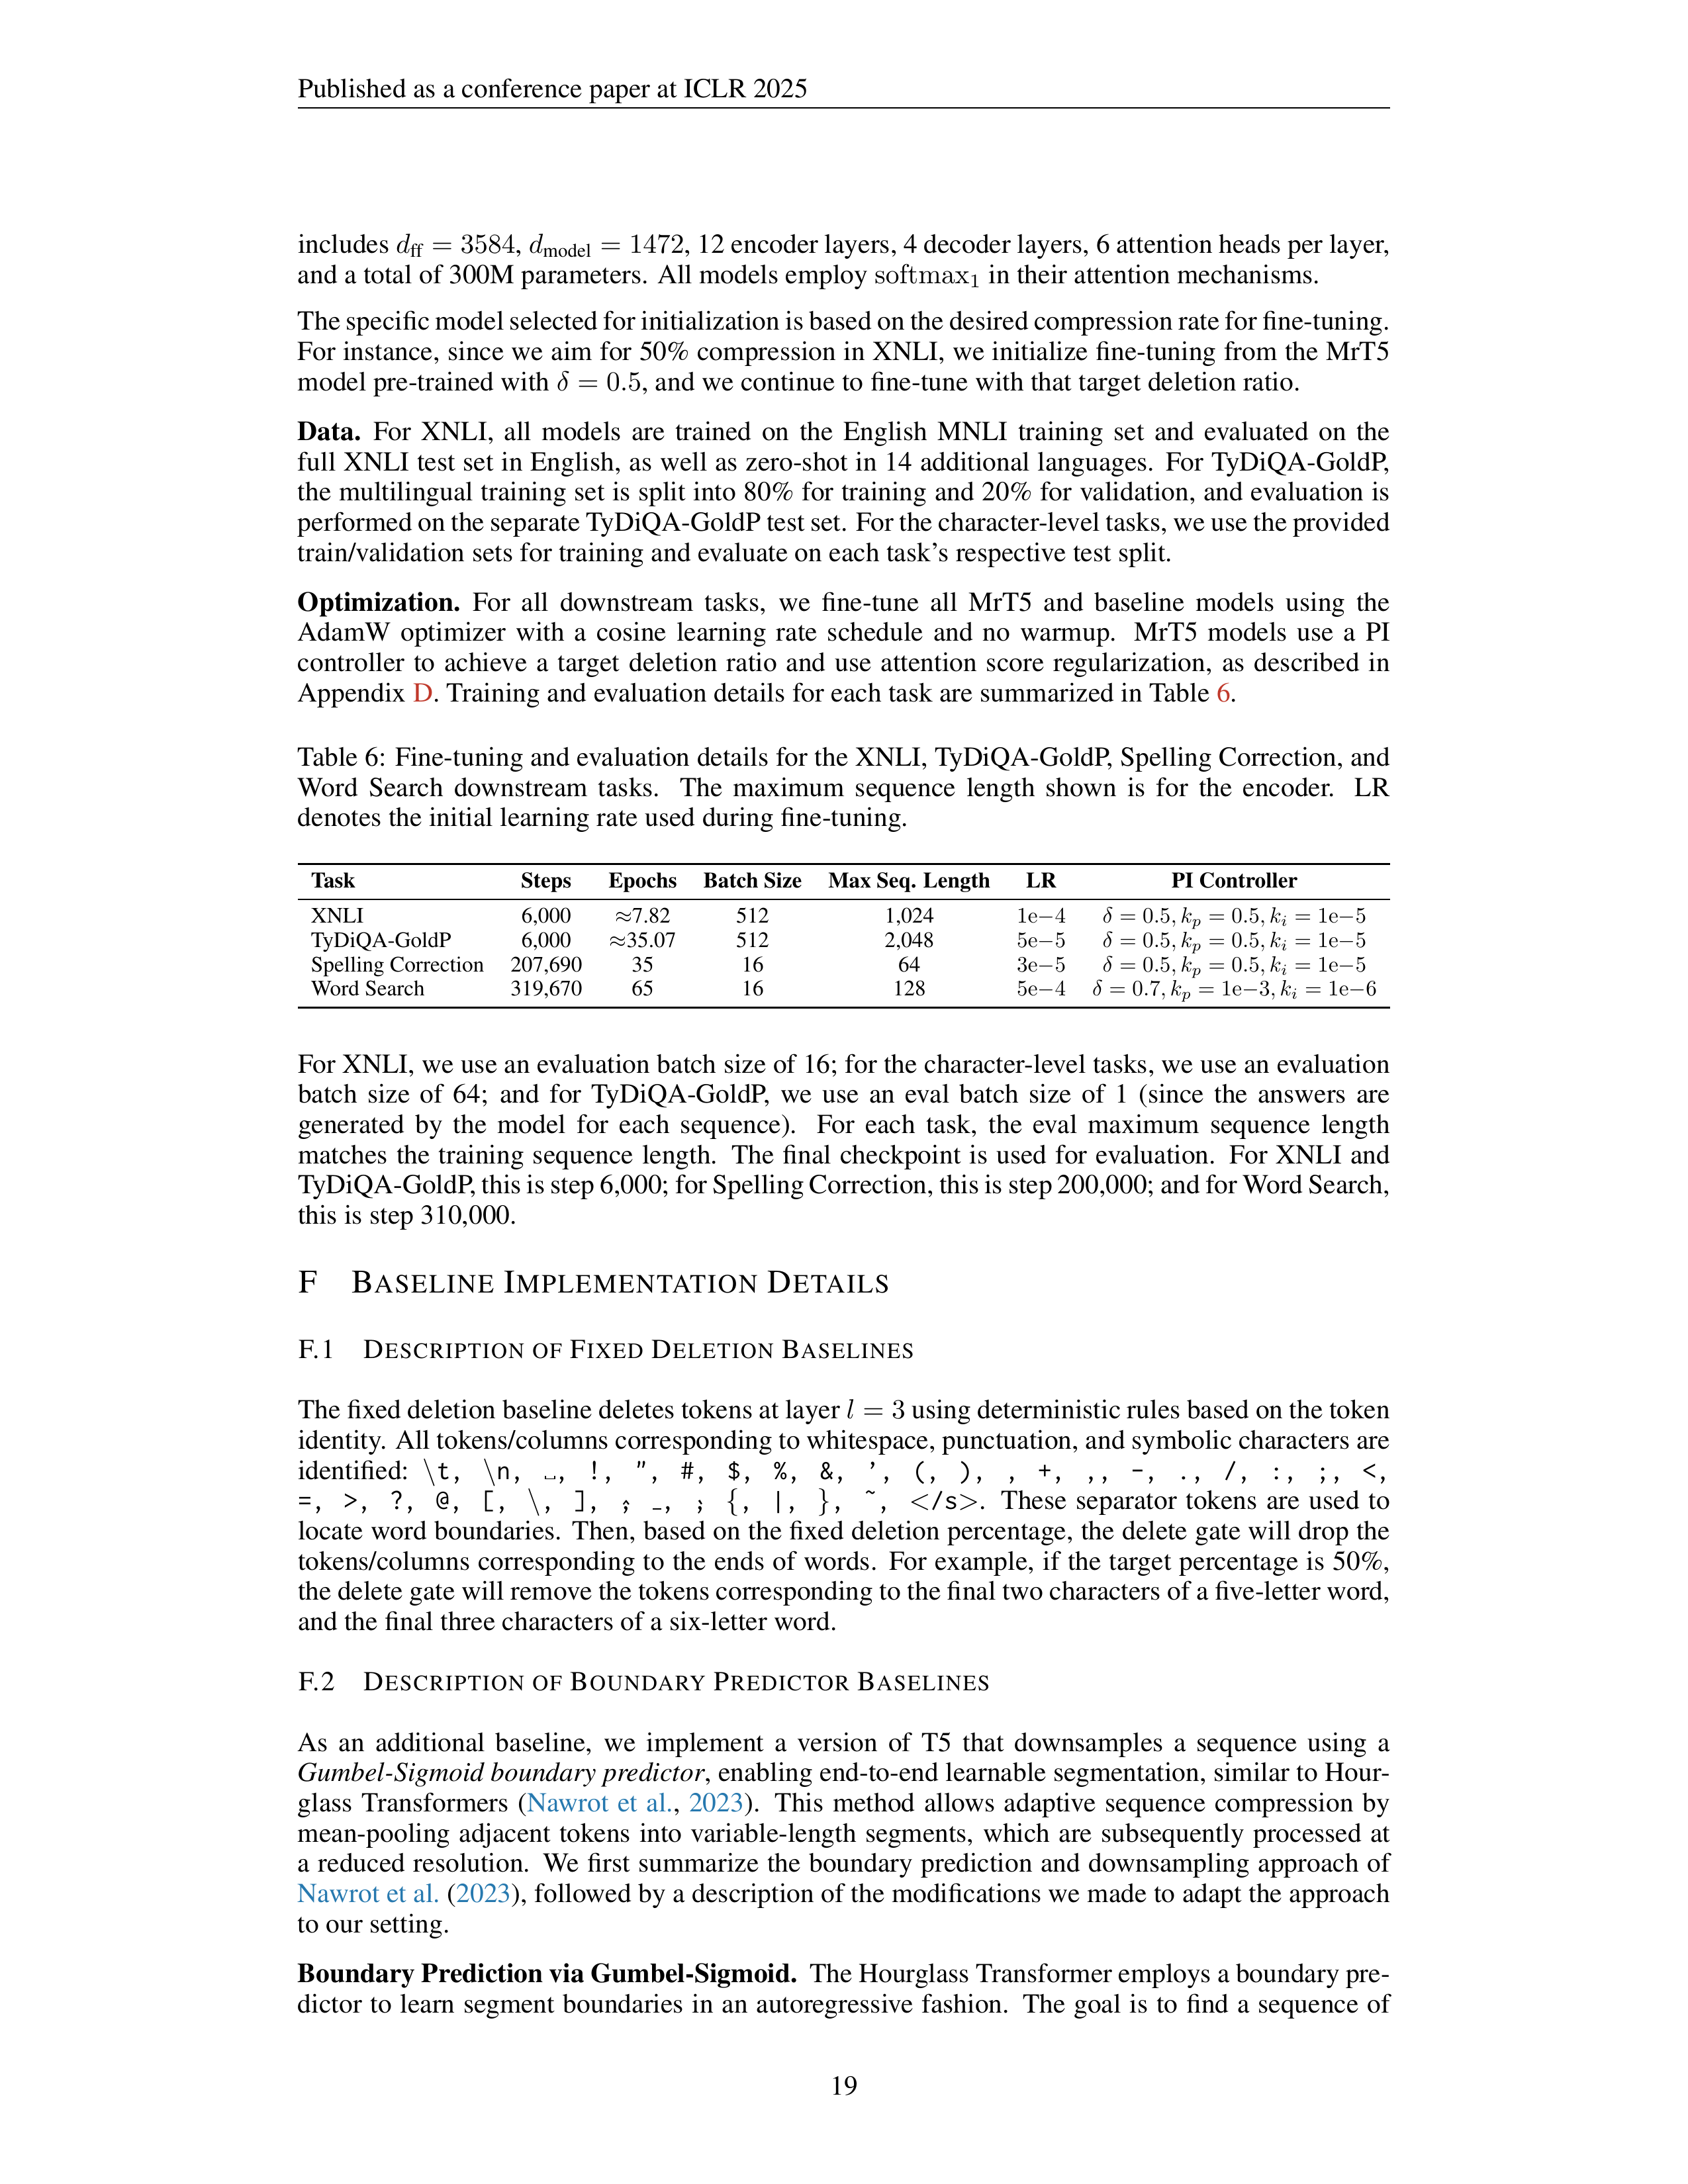 Published as a conference paper at ICLR 2025
includes d_ff = 3584, d_model = 1472, 12 encoder layers, 4 decoder layers, 6 attention heads per layer,
and a total of 300M parameters. All models employ softmax₁ in their attention mechanisms.
The specific model selected for initialization is based on the desired compression rate for fine-tuning.
For instance, since we aim for 50% compression in XNLI, we initialize fine-tuning from the MrT5
model pre-trained with δ = 0.5, and we continue to fine-tune with that target deletion ratio.
Data. For XNLI, all models are trained on the English MNLI training set and evaluated on the
full XNLI test set in English, as well as zero-shot in 14 additional languages. For TyDiQA-GoldP,
the multilingual training set is split into 80% for training and 20% for validation, and evaluation is
performed on the separate TyDiQA-GoldP test set. For the character-level tasks, we use the provided
train/validation sets for training and evaluate on each task's respective test split.
Optimization. For all downstream tasks, we fine-tune all MrT5 and baseline models using the
AdamW optimizer with a cosine learning rate schedule and no warmup. MrT5 models use a PI
controller to achieve a target deletion ratio and use attention score regularization, as described in
Appendix D. Training and evaluation details for each task are summarized in Table 6.
Table 6: Fine-tuning and evaluation details for the XNLI, TyDiQA-GoldP, Spelling Correction, and
Word Search downstream tasks. The maximum sequence length shown is for the encoder. LR
denotes the initial learning rate used during fine-tuning.
Task Steps Epochs Batch Size Max Seq. Length LR PI Controller
XNLI 6,000 ≈7.82 512 1,024 1e−4 δ = 0.5, k_p = 0.5, k_i = 1e−5
TyDiQA-GoldP 6,000 ≈35.07 512 2,048 5e−5 δ = 0.5, k_p = 0.5, k_i = 1e−5
Spelling Correction 207,690 35 16 64 3e−5 δ = 0.5, k_p = 0.5, k_i = 1e−5
Word Search 319,670 65 16 128 5e−4 δ = 0.7, k_p = 1e−3, k_i = 1e−6
For XNLI, we use an evaluation batch size of 16; for the character-level tasks, we use an evaluation
batch size of 64; and for TyDiQA-GoldP, we use an eval batch size of 1 (since the answers are
generated by the model for each sequence). For each task, the eval maximum sequence length
matches the training sequence length. The final checkpoint is used for evaluation. For XNLI and
TyDiQA-GoldP, this is step 6,000; for Spelling Correction, this is step 200,000; and for Word Search,
this is step 310,000.
F BASELINE IMPLEMENTATION DETAILS
F.1 DESCRIPTION OF FIXED DELETION BASELINES
The fixed deletion baseline deletes tokens at layer l = 3 using deterministic rules based on the token
identity. All tokens/columns corresponding to whitespace, punctuation, and symbolic characters are
identified: \t, \n, ␣, !, ", #, $, %, &, ', (, ), , +, ,, -, ., /, :, ;, <,
=, >, ?, @, [, \, ], _, {, |, }, ~, </s>. These separator tokens are used to
locate word boundaries. Then, based on the fixed deletion percentage, the delete gate will drop the
tokens/columns corresponding to the ends of words. For example, if the target percentage is 50%,
the delete gate will remove the tokens corresponding to the final two characters of a five-letter word,
and the final three characters of a six-letter word.
F.2 DESCRIPTION OF BOUNDARY PREDICTOR BASELINES
As an additional baseline, we implement a version of T5 that downsamples a sequence using a
Gumbel-Sigmoid boundary predictor, enabling end-to-end learnable segmentation, similar to Hour-
glass Transformers (Nawrot et al., 2023). This method allows adaptive sequence compression by
mean-pooling adjacent tokens into variable-length segments, which are subsequently processed at
a reduced resolution. We first summarize the boundary prediction and downsampling approach of
Nawrot et al. (2023), followed by a description of the modifications we made to adapt the approach
to our setting.
Boundary Prediction via Gumbel-Sigmoid. The Hourglass Transformer employs a boundary pre-
dictor to learn segment boundaries in an autoregressive fashion. The goal is to find a sequence of
19